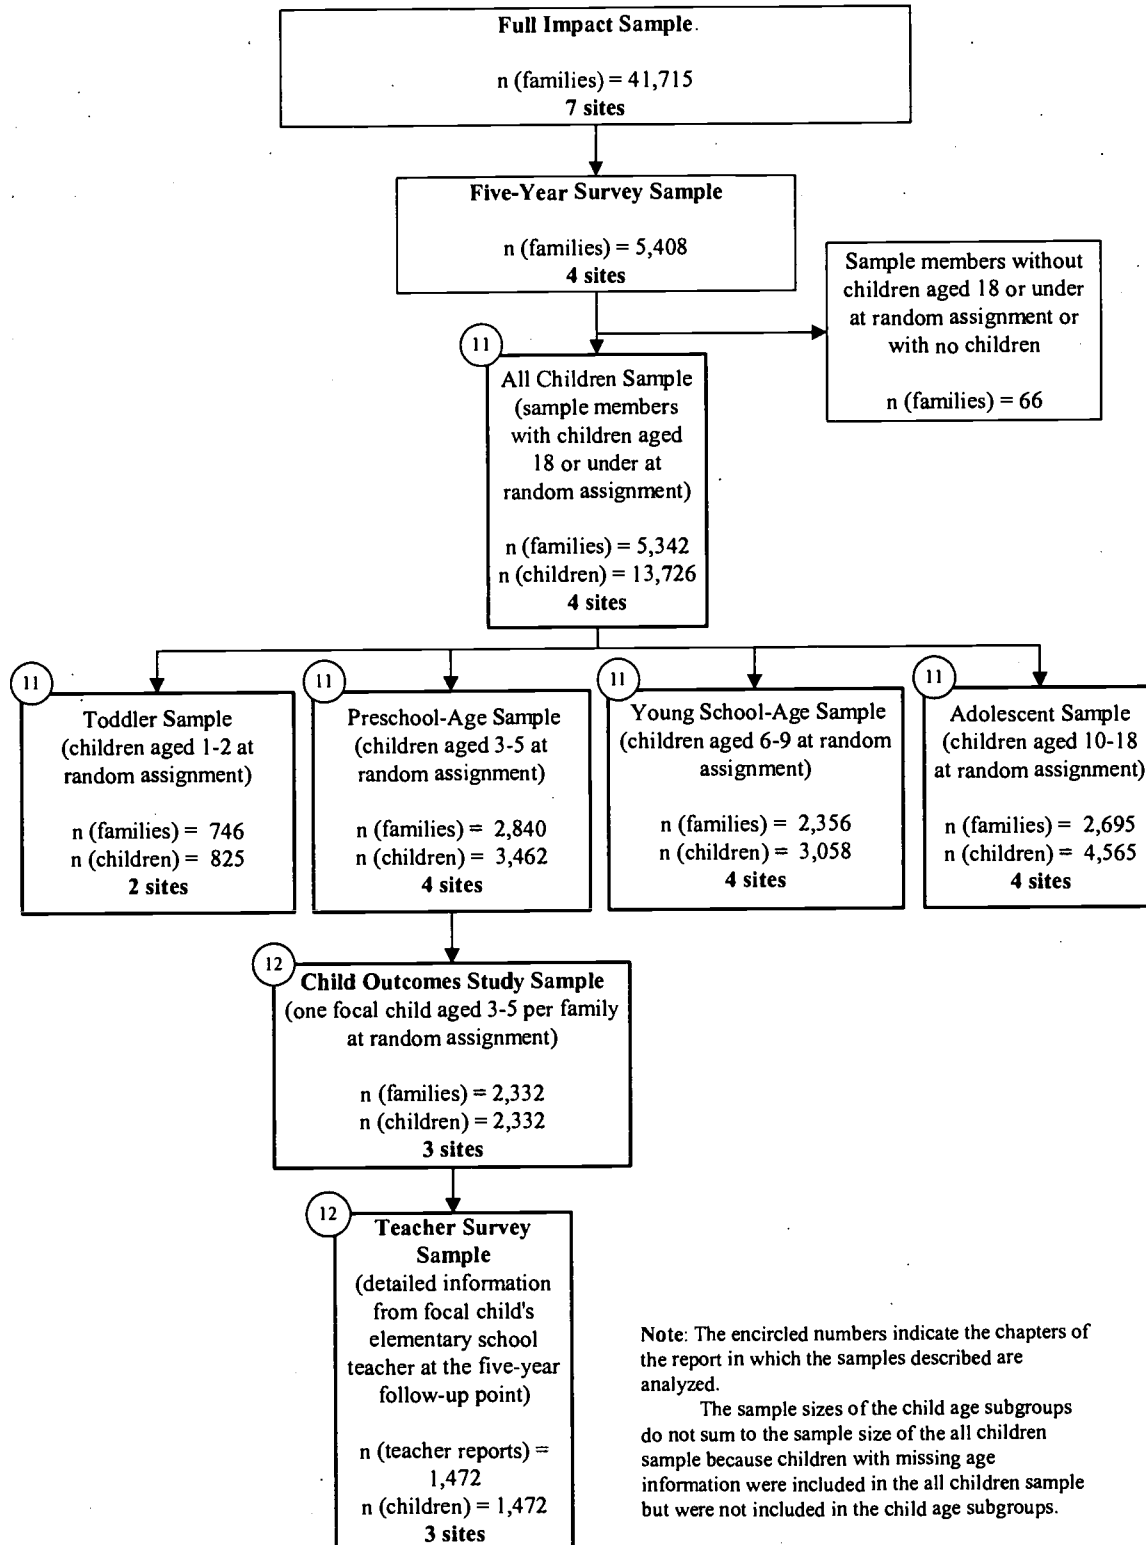 Full Impact Sample.
n (families) = 41,715
7 sites
Five-Year Survey Sample
n (families) = 5,408
4 sites
Sample members without
children aged 18 or under
at random assignment or
with no children
n (families) = 66
11
All Children Sample
(sample members
with children aged
18 or under at
random assignment)
n (families) = 5,342
n (children) = 13,726
4 sites
11
Toddler Sample
(children aged 1-2 at
random assignment)
n (families) = 746
n (children) = 825
2 sites
11
Preschool-Age Sample
(children aged 3-5 at
random assignment)
n (families) = 2,840
n (children) = 3,462
4 sites
11
Young School-Age Sample
(children aged 6-9 at random
assignment)
n (families) = 2,356
n (children) = 3,058
4 sites
11
Adolescent Sample
(children aged 10-18
at random assignment)
n (families) = 2,695
n (children) = 4,565
4 sites
12
Child Outcomes Study Sample
(one focal child aged 3-5 per family
at random assignment)
n (families) = 2,332
n (children) = 2,332
3 sites
12
Teacher Survey
Sample
(detailed information
from focal child's
elementary school
teacher at the five-year
follow-up point)
n (teacher reports) =
1,472
n (children) = 1,472
3 sites
Note: The encircled numbers indicate the chapters of
the report in which the samples described are
analyzed.
The sample sizes of the child age subgroups
do not sum to the sample size of the all children
sample because children with missing age
information were included in the all children sample
but were not included in the child age subgroups.